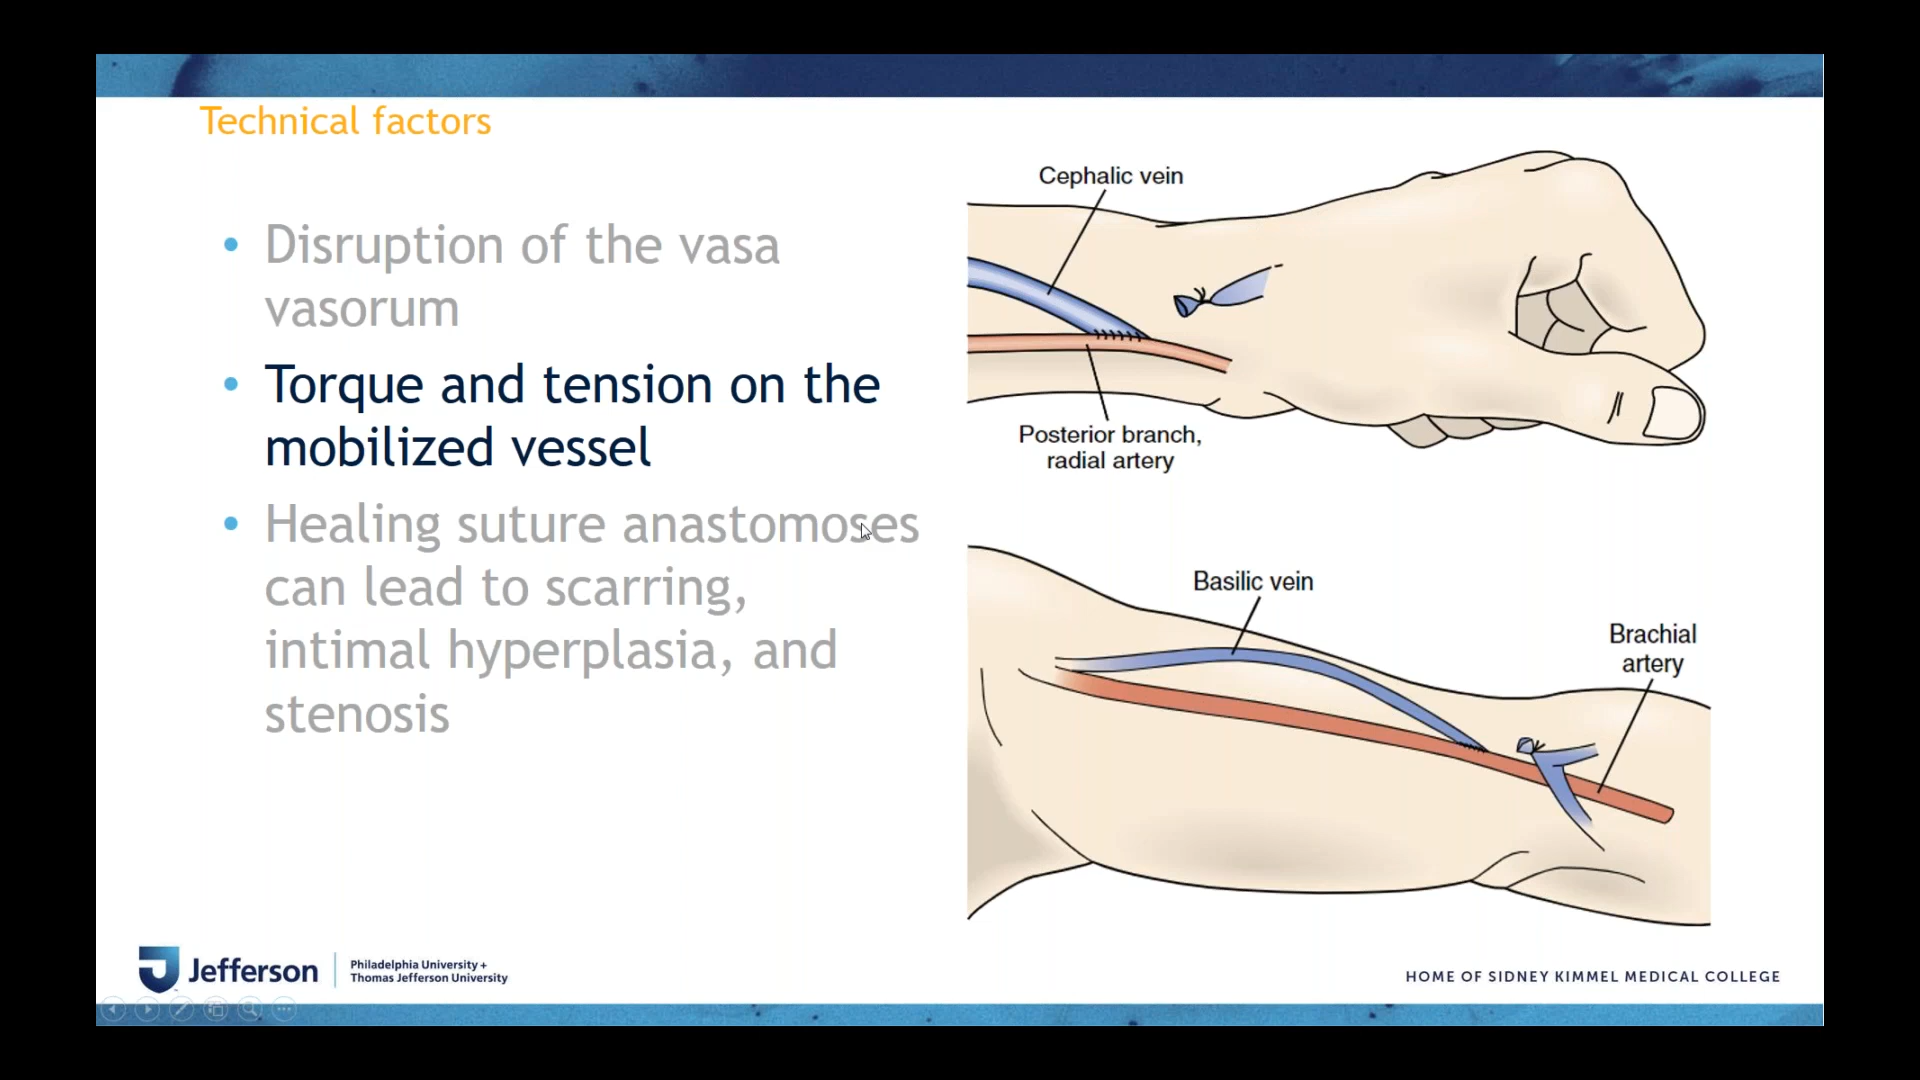 Technical factors
• Disruption of the vasa
vasorum
• Torque and tension on the
mobilized vessel
• Healing suture anastomoses
can lead to scarring,
intimal hyperplasia, and
stenosis
Cephalic vein
Posterior branch,
radial artery
Basilic vein
Brachial
artery
Jefferson
Philadelphia University +
Thomas Jefferson University
HOME OF SIDNEY KIMMEL MEDICAL COLLEGE